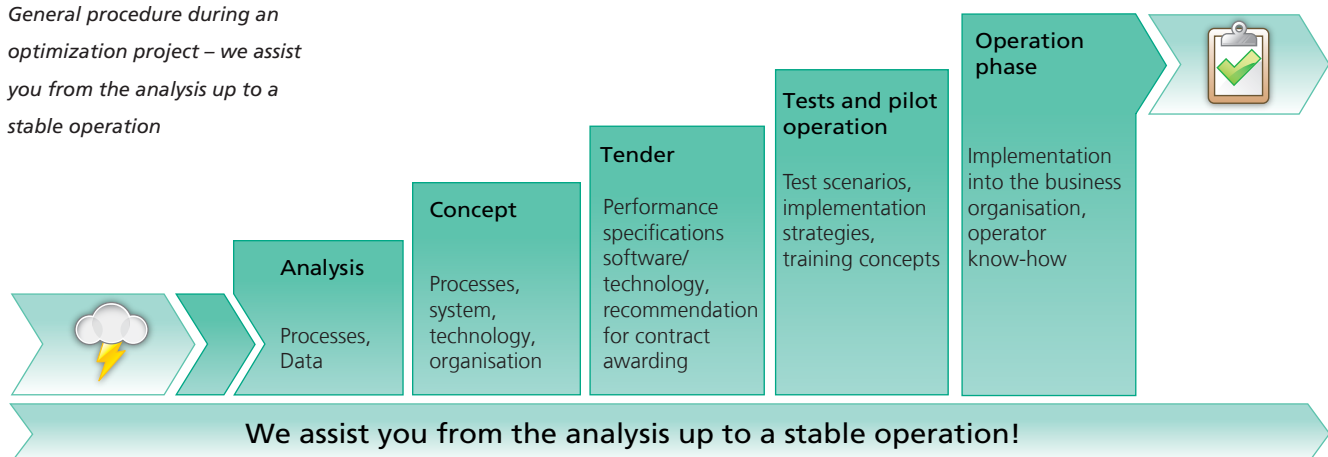 General procedure during an
optimization project – we assist
you from the analysis up to a
stable operation
Analysis
Processes,
Data
Concept
Processes,
system,
technology,
organisation
Tender
Performance
specifications
software/
technology,
recommendation
for contract
awarding
Tests and pilot
operation
Test scenarios,
implementation
strategies,
training concepts
Operation
phase
Implementation
into the business
organisation,
operator
know-how
We assist you from the analysis up to a stable operation!